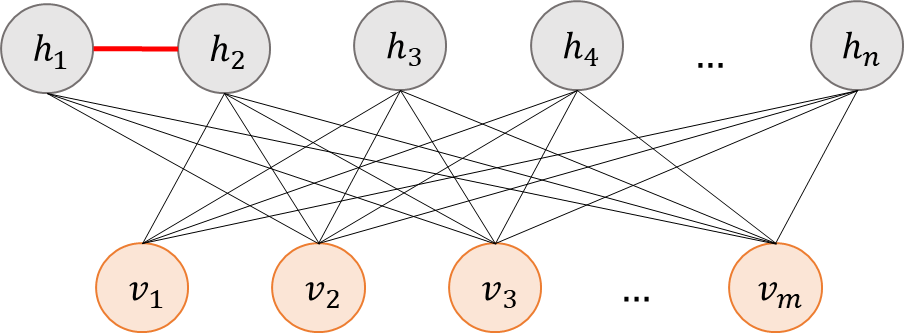 h₁ h₂ h₃ h₄ ... hₙ
v₁ v₂ v₃ ... vₘ